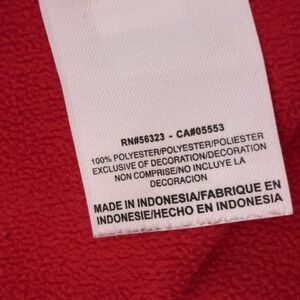 RN#56323 - CA#05553
100% POLYESTER/POLYESTER/POLIESTER
EXCLUSIVE OF DECORATION/DECORATION
NON COMPRISE/NO INCLUYE LA
DECORACION
MADE IN INDONESIA/FABRIQUE EN
INDONESIE/HECHO EN INDONESIA